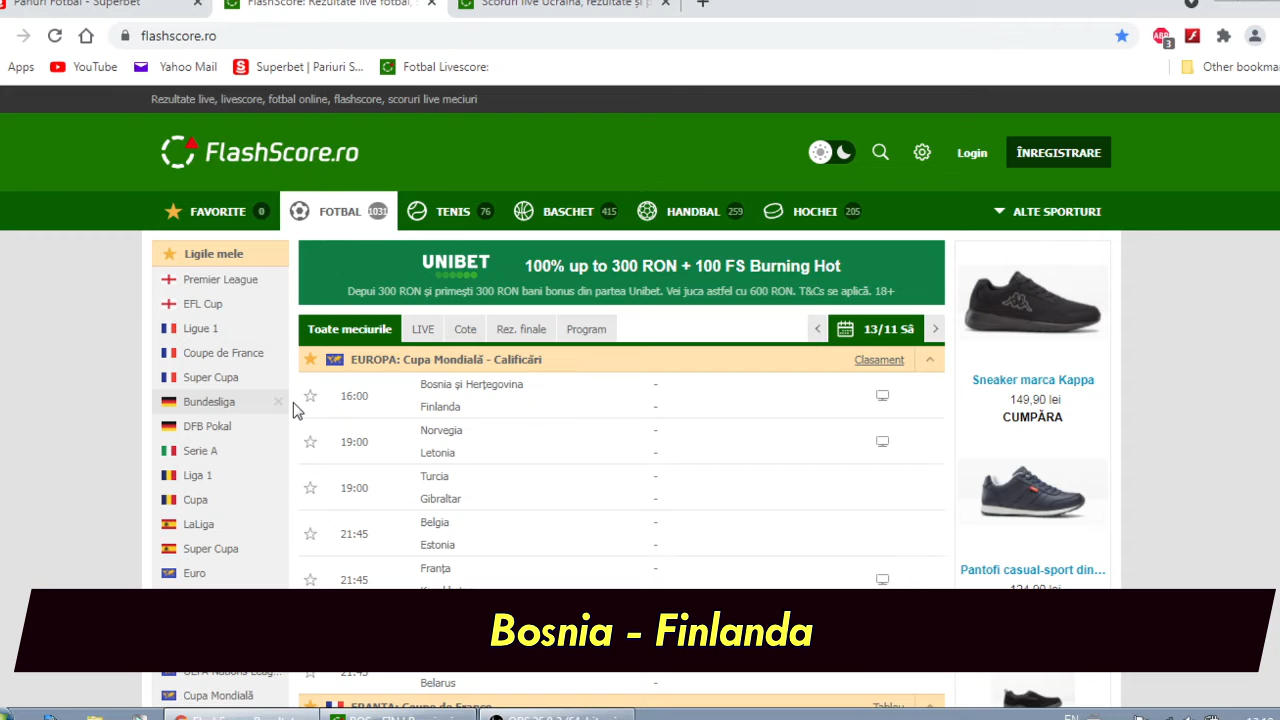 Pariuri Fotbal - Superbet
FlashScore: Rezultate live fotbal,
Scoruri live Ucraina, rezultate și p
flashscore.ro
ABP
3
Apps
YouTube
Yahoo Mail
Superbet | Pariuri S...
Fotbal Livescore:
Other bookma
Rezultate live, livescore, fotbal online, flashscore, scoruri live meciuri
FlashScore.ro
Login
ÎNREGISTRARE
FAVORITE 0
FOTBAL 1031
TENIS 76
BASCHET 415
HANDBAL 259
HOCHEI 205
ALTE SPORTURI
Ligile mele
Premier League
EFL Cup
Ligue 1
Coupe de France
Super Cupa
Bundesliga
DFB Pokal
Serie A
Liga 1
Cupa
LaLiga
Super Cupa
Euro
Cupa Mondială
UNIBET
100% up to 300 RON + 100 FS Burning Hot
Depui 300 RON și primești 300 RON bani bonus din partea Unibet. Vei juca astfel cu 600 RON. T&Cs se aplică. 18+
Toate meciurile
LIVE
Cote
Rez. finale
Program
13/11 Sâ
EUROPA: Cupa Mondială - Calificări
Clasament
16:00
Bosnia și Herțegovina -
Finlanda -
19:00
Norvegia -
Letonia -
19:00
Turcia -
Gibraltar -
21:45
Belgia -
Estonia -
21:45
Franța -
Belarus -
Sneaker marca Kappa
149,90 lei
CUMPĂRA
Pantofi casual-sport din...
Bosnia - Finlanda
EN